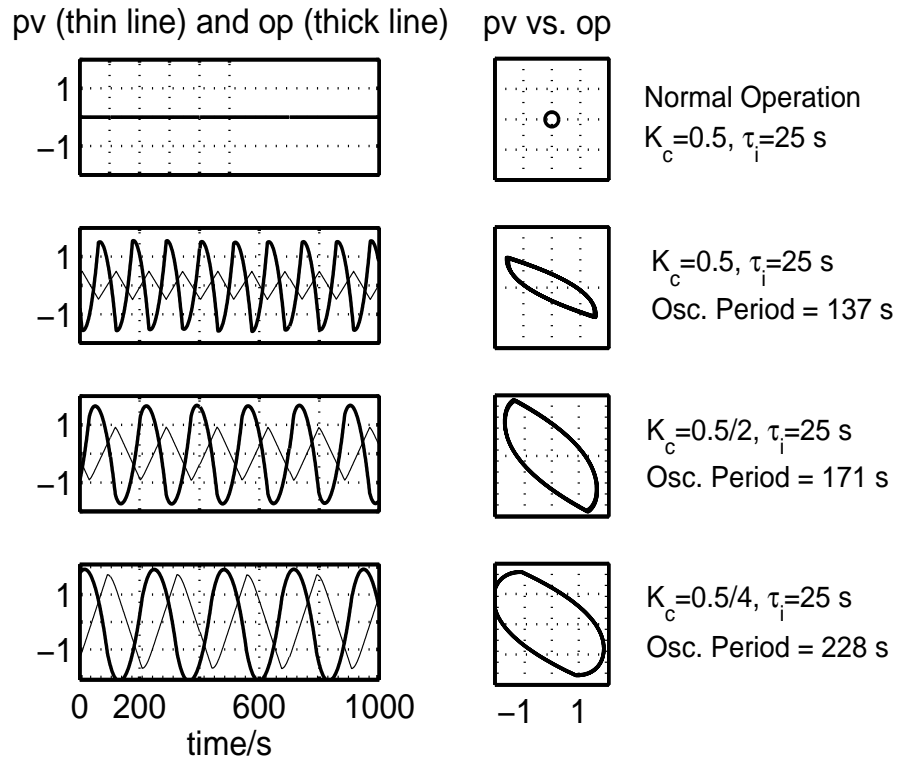 pv (thin line) and op (thick line)
pv vs. op
1
−1
Normal Operation
K_c=0.5, τ_i=25 s
1
−1
K_c=0.5, τ_i=25 s
Osc. Period = 137 s
1
−1
K_c=0.5/2, τ_i=25 s
Osc. Period = 171 s
1
−1
K_c=0.5/4, τ_i=25 s
Osc. Period = 228 s
0 200 600 1000
time/s
−1 1